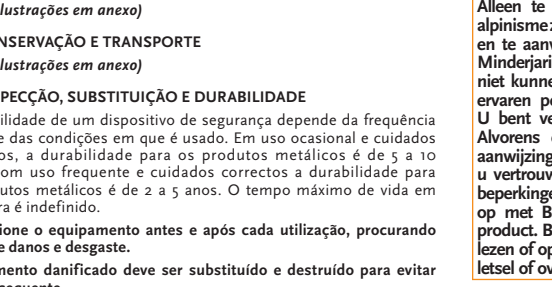 lustrações em anexo)
NSERVAÇÃO E TRANSPORTE
lustrações em anexo)
PECÇÃO, SUBSTITUIÇÃO E DURABILIDADE
ilidade de um dispositivo de segurança depende da frequência
e das condições em que é usado. Em uso ocasional e cuidados
os, a durabilidade para os produtos metálicos é de 5 a 10
om uso frequente e cuidados correctos a durabilidade para
utos metálicos é de 2 a 5 anos. O tempo máximo de vida em
ra é indefinido.
ione o equipamento antes e após cada utilização, procurando
e danos e desgaste.
mento danificado deve ser substituído e destruído para evitar
Alleen te
alpinisme
en te aanv
Minderjari
niet kunne
ervaren pe
U bent ve
Alvorens
aanwijzing
u vertrouw
beperkinge
op met B
product. B
lezen of op
letsel of ov